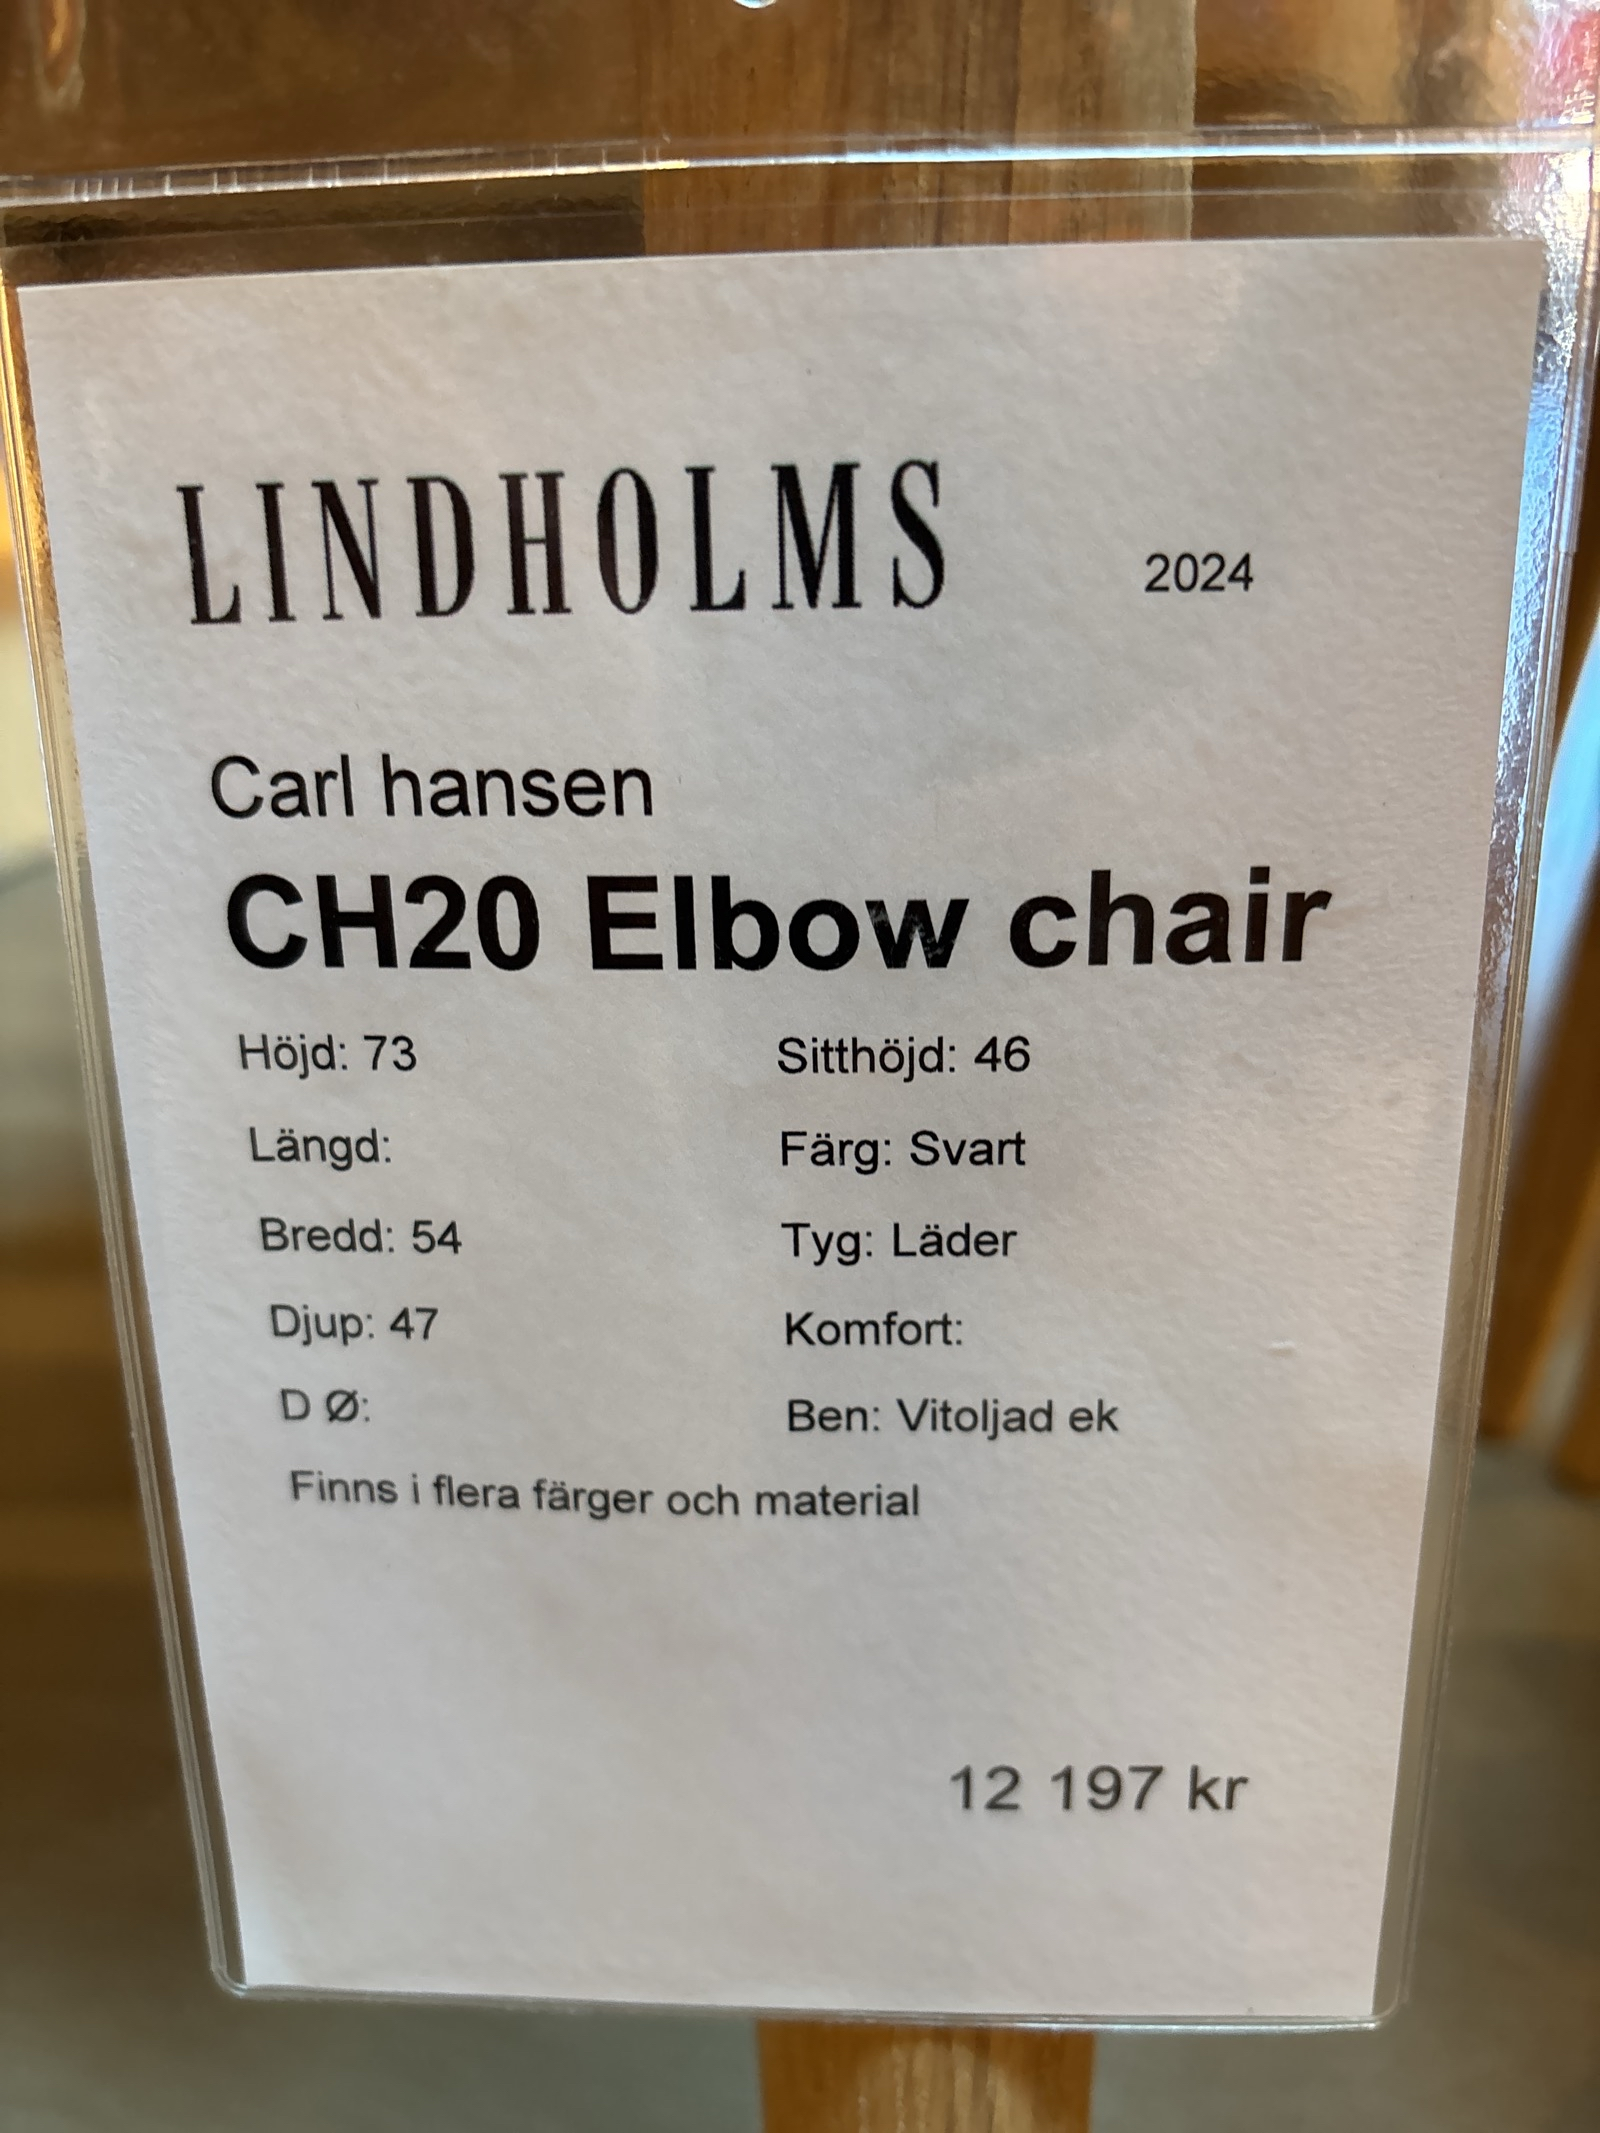 LINDHOLMS 2024
Carl hansen
CH20 Elbow chair
Höjd: 73 Sitthöjd: 46
Längd: Färg: Svart
Bredd: 54 Tyg: Läder
Djup: 47 Komfort:
D Ø: Ben: Vitoljad ek
Finns i flera färger och material
12 197 kr